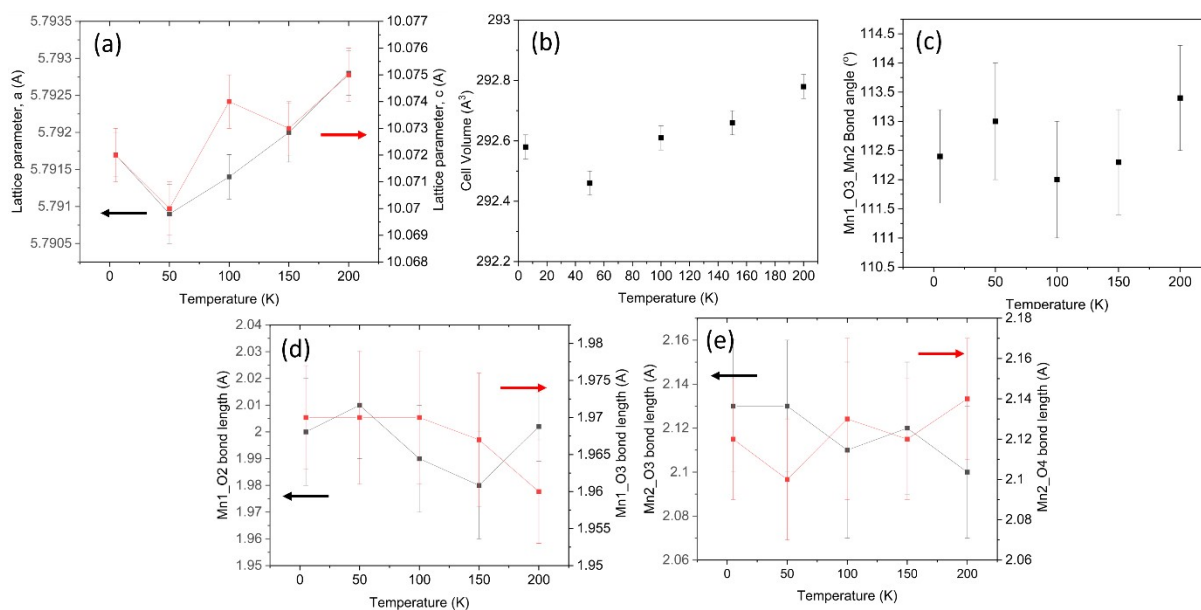 (a)
Lattice parameter, a (A)
5.7935
5.793
5.7925
5.792
5.7915
5.791
5.7905
10.077
10.076
10.075
10.074
10.073
10.072
10.071
10.07
10.069
10.068
Lattice parameter, c (A)
0 50 100 150 200
Temperature (K)
(b)
Cell Volume (A³)
293
292.8
292.6
292.4
292.2
0 20 40 60 80 100 120 140 160 180 200
Temperature (K)
(c)
Mn1_O3_Mn2 Bond angle (°)
114.5
114
113.5
113
112.5
112
111.5
111
110.5
0 50 100 150 200
Temperature (K)
(d)
Mn1_O2 bond length (A)
2.04
2.03
2.02
2.01
2
1.99
1.98
1.97
1.96
1.95
1.98
1.975
1.97
1.965
1.96
1.955
1.95
Mn1_O3 bond length (A)
0 50 100 150 200
Temperature (K)
(e)
Mn2_O3 bond length (A)
2.16
2.14
2.12
2.1
2.08
2.06
2.18
2.16
2.14
2.12
2.1
2.08
2.06
Mn2_O4 bond length (A)
0 50 100 150 200
Temperature (K)